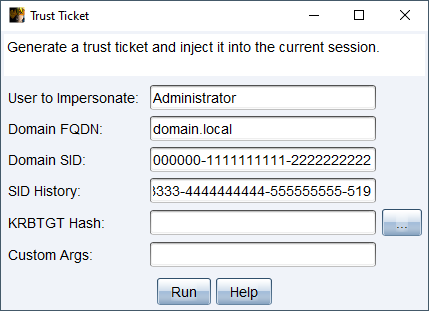 Trust Ticket
Generate a trust ticket and inject it into the current session.
User to Impersonate: Administrator
Domain FQDN: domain.local
Domain SID: 000000-1111111111-2222222222
SID History: 3333-4444444444-555555555-519
KRBTGT Hash: ...
Custom Args:
Run Help